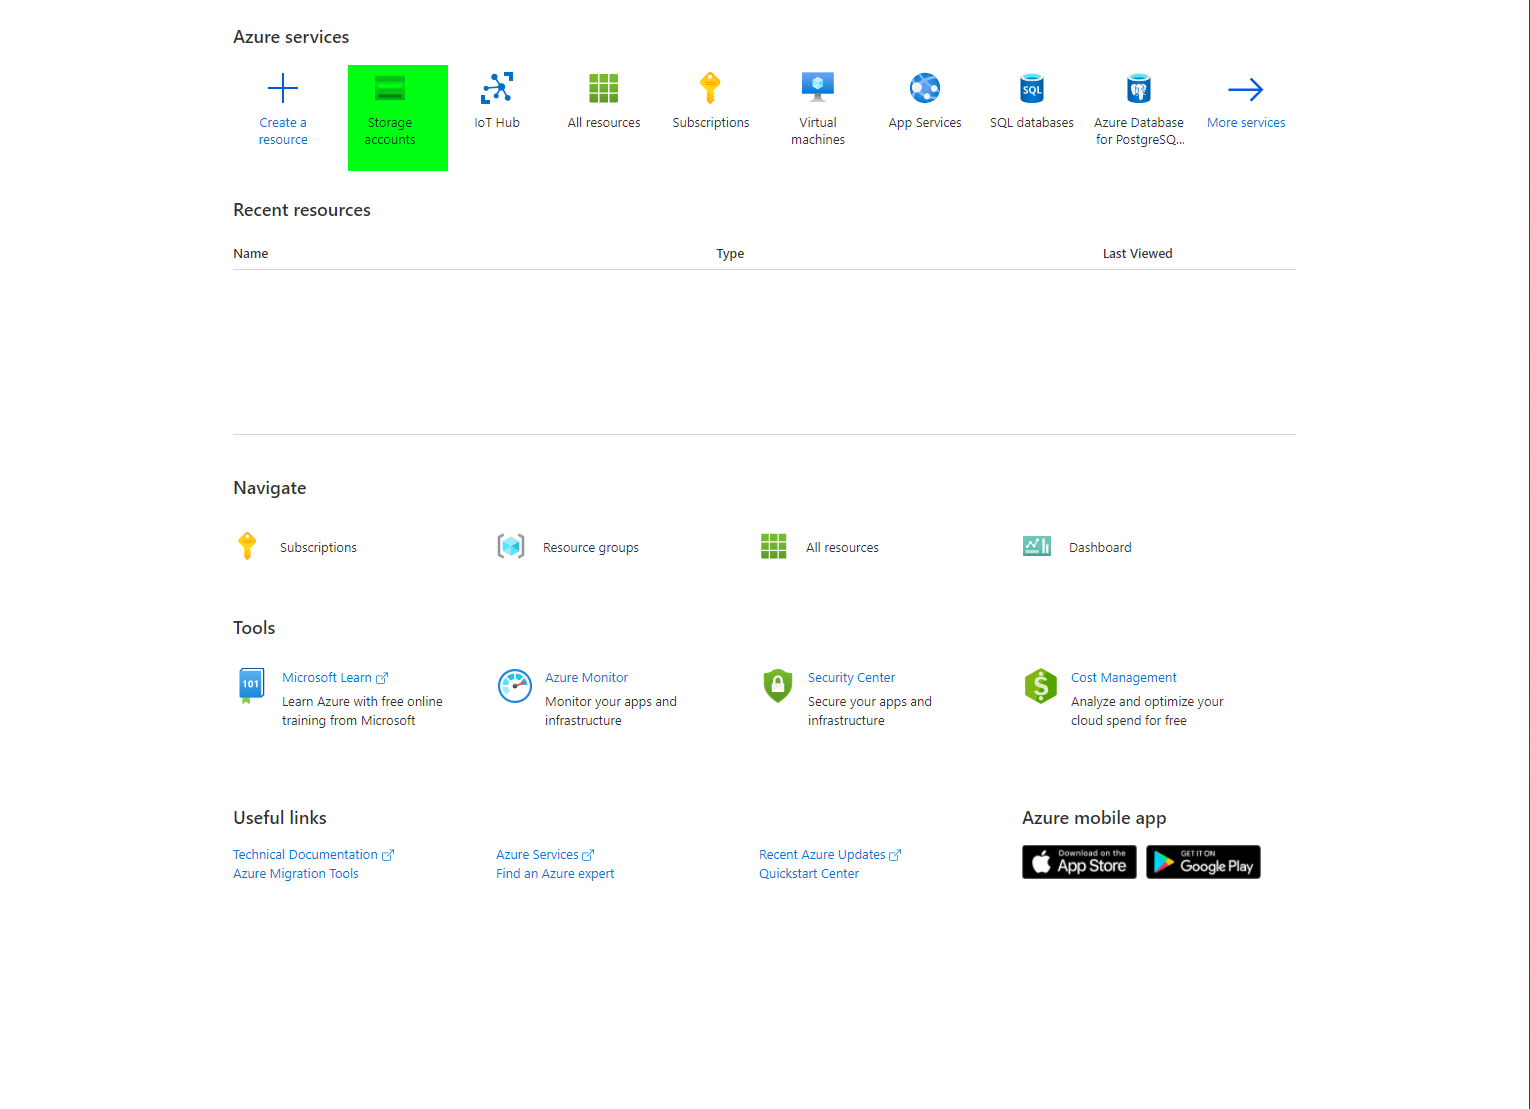 Azure services
Create a
resource
Storage
accounts
IoT Hub
All resources
Subscriptions
Virtual
machines
App Services
SQL
SQL databases
Azure Database
for PostgreSQ...
More services
Recent resources
Name Type Last Viewed
Navigate
Subscriptions
Resource groups
All resources
Dashboard
Tools
101
Microsoft Learn
Learn Azure with free online
training from Microsoft
Azure Monitor
Monitor your apps and
infrastructure
Security Center
Secure your apps and
infrastructure
$
Cost Management
Analyze and optimize your
cloud spend for free
Useful links
Technical Documentation
Azure Migration Tools
Azure Services
Find an Azure expert
Recent Azure Updates
Quickstart Center
Azure mobile app
Download on the
App Store
GET IT ON
Google Play